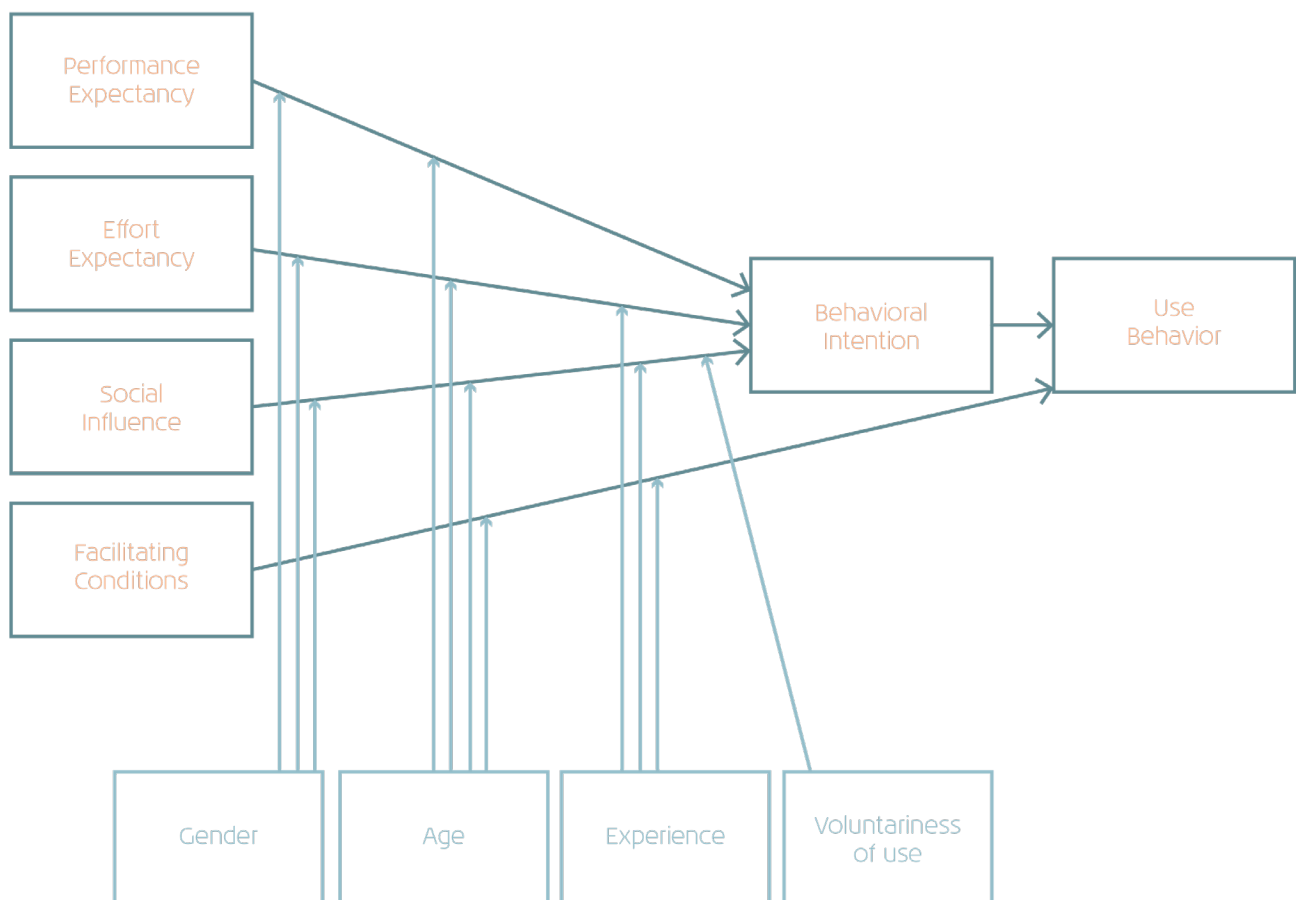 Performance
Expectancy
Effort
Expectancy
Social
Influence
Facilitating
Conditions
Behavioral
Intention
Use
Behavior
Gender
Age
Experience
Voluntariness
of use